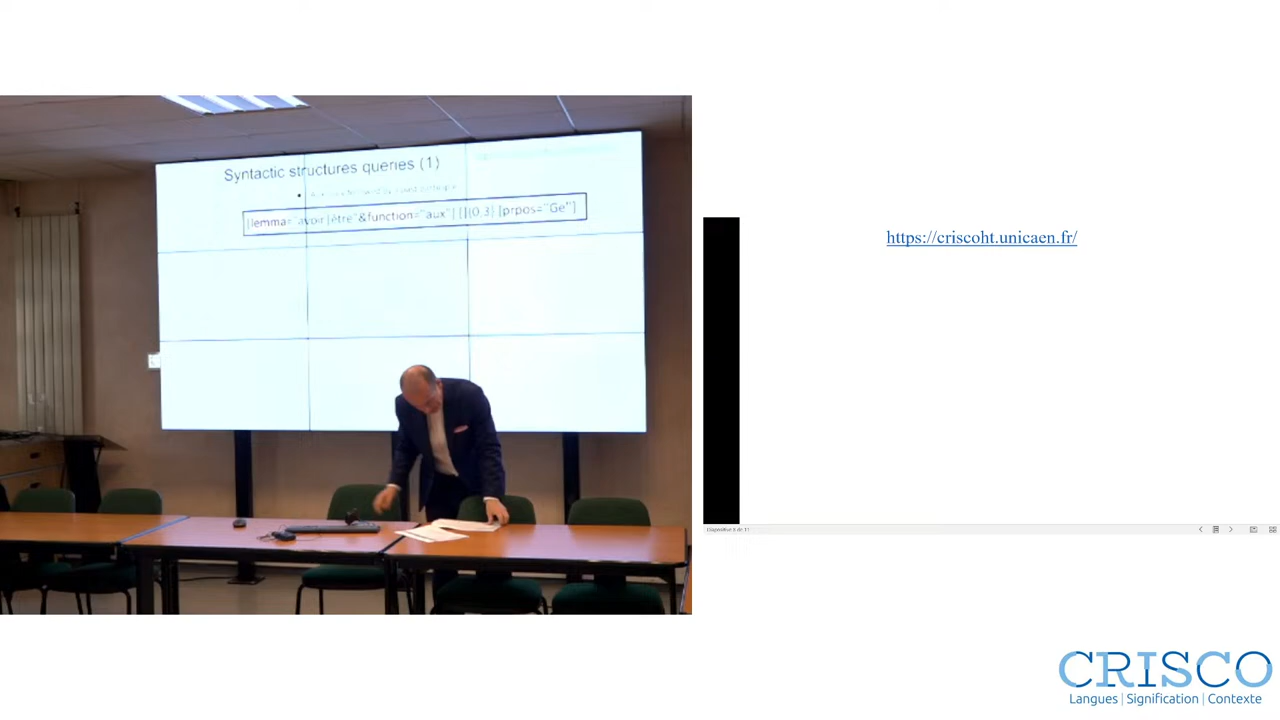 Syntactic structures queries (1)
[lemma="avoir|être"&function="aux"] []{0,3} [prpos="Ge"]
https://criscoht.unicaen.fr/
CRISCO
Langues | Signification | Contexte